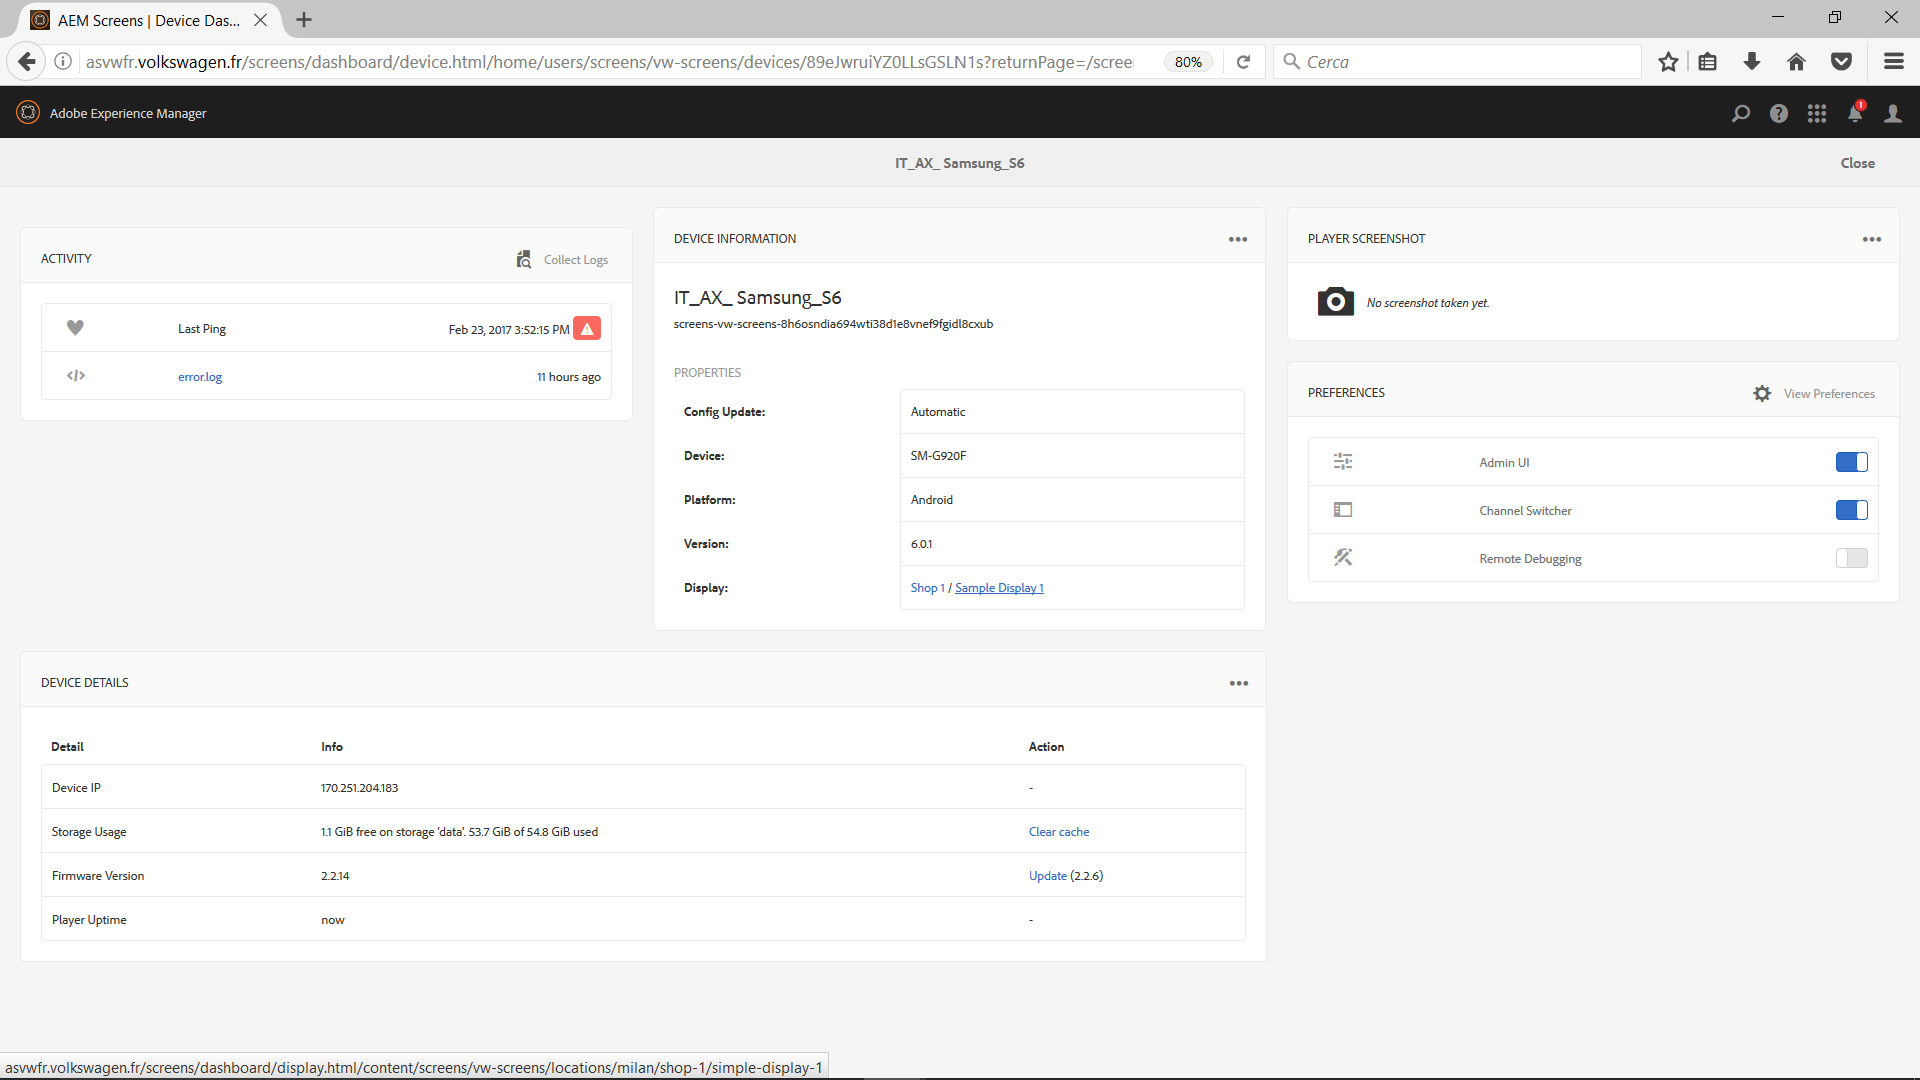 AEM Screens | Device Das...
asvwfr.volkswagen.fr/screens/dashboard/device.html/home/users/screens/vw-screens/devices/89eJwruiYZ0LLsGSLN1s?returnPage=/scree
80%
Cerca
Adobe Experience Manager
1
IT_AX_ Samsung_S6
Close
ACTIVITY
Collect Logs
Last Ping
Feb 23, 2017 3:52:15 PM
error.log
11 hours ago
DEVICE INFORMATION
IT_AX_ Samsung_S6
screens-vw-screens-8h6osndia694wti38d1e8vnef9fgidl8cxub
PROPERTIES
Config Update:
Automatic
Device:
SM-G920F
Platform:
Android
Version:
6.0.1
Display:
Shop 1 / Sample Display 1
PLAYER SCREENSHOT
No screenshot taken yet.
PREFERENCES
View Preferences
Admin UI
Channel Switcher
Remote Debugging
DEVICE DETAILS
Detail
Info
Action
Device IP
170.251.204.183
-
Storage Usage
1.1 GiB free on storage 'data'. 53.7 GiB of 54.8 GiB used
Clear cache
Firmware Version
2.2.14
Update (2.2.6)
Player Uptime
now
-
asvwfr.volkswagen.fr/screens/dashboard/display.html/content/screens/vw-screens/locations/milan/shop-1/simple-display-1